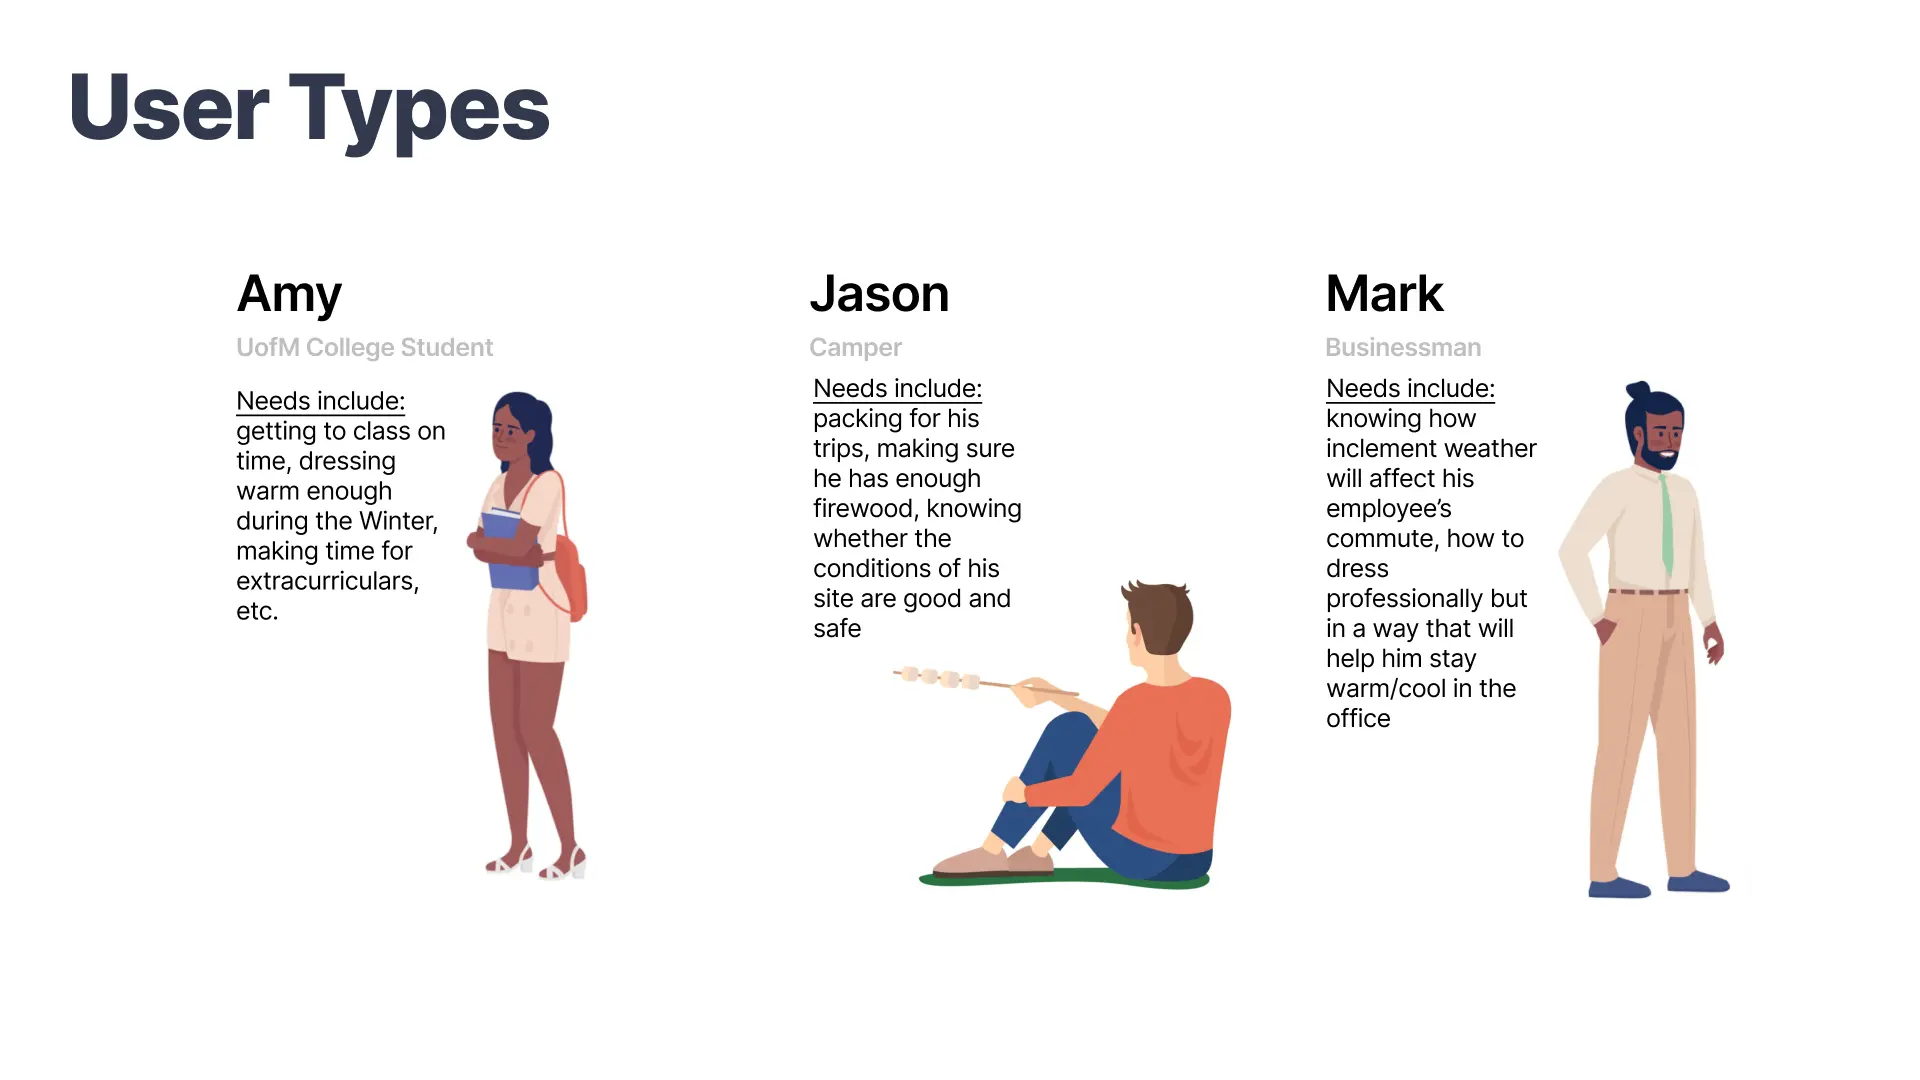 User Types
Amy
UofM College Student
Needs include:
getting to class on
time, dressing
warm enough
during the Winter,
making time for
extracurriculars,
etc.
Jason
Camper
Needs include:
packing for his
trips, making sure
he has enough
firewood, knowing
whether the
conditions of his
site are good and
safe
Mark
Businessman
Needs include:
knowing how
inclement weather
will affect his
employee’s
commute, how to
dress
professionally but
in a way that will
help him stay
warm/cool in the
office